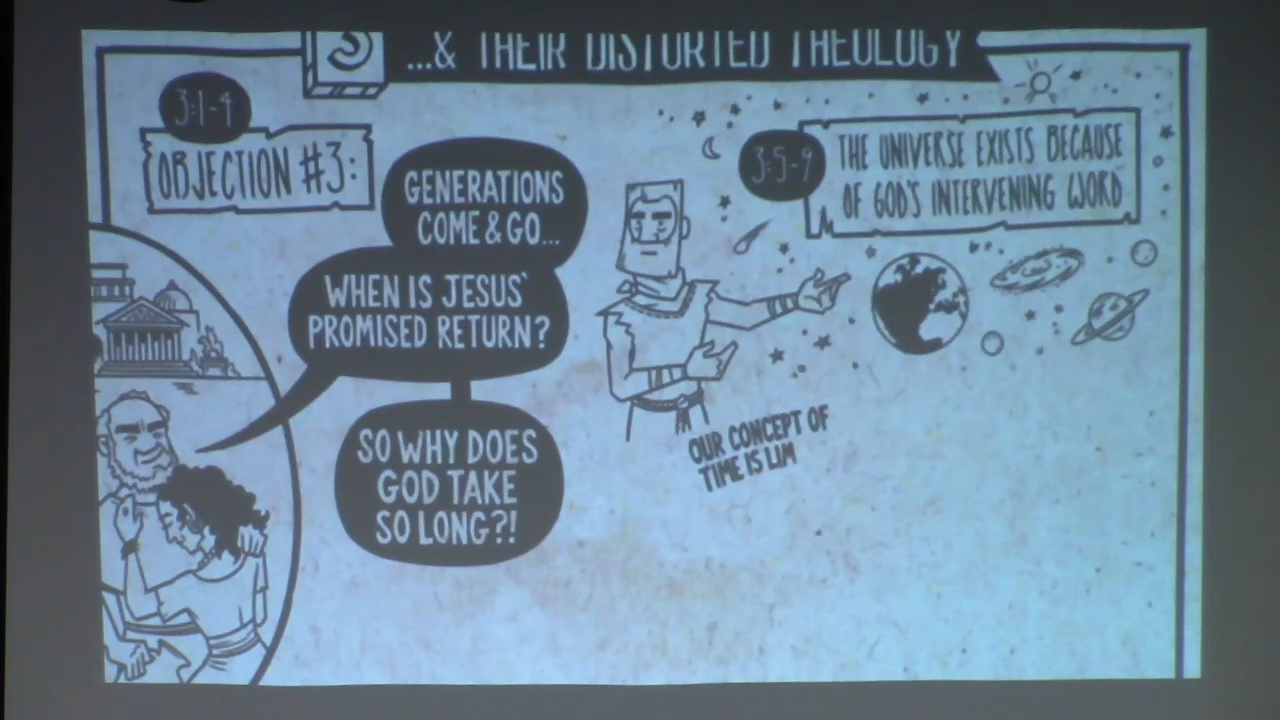 ...& THEIR DISTORTED THEOLOGY
3:1-4
OBJECTION #3:
GENERATIONS
COME & GO...
WHEN IS JESUS'
PROMISED RETURN?
SO WHY DOES
GOD TAKE
SO LONG?!
3:5-9
THE UNIVERSE EXISTS BECAUSE
OF GOD'S INTERVENING WORD
OUR CONCEPT OF
TIME IS LIM